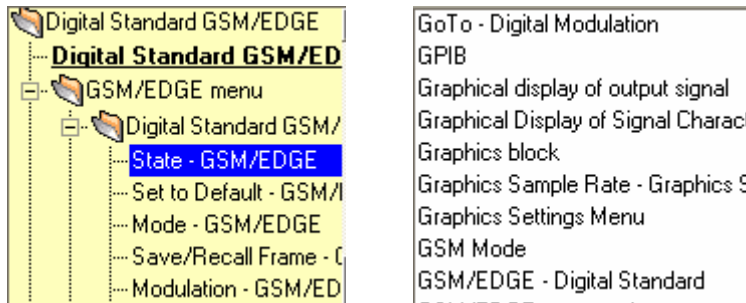 Digital Standard GSM/EDGE
Digital Standard GSM/ED
GSM/EDGE menu
Digital Standard GSM/
State - GSM/EDGE
Set to Default - GSM/
Mode - GSM/EDGE
Save/Recall Frame -
Modulation - GSM/ED
GoTo - Digital Modulation
GPIB
Graphical display of output signal
Graphical Display of Signal Charact
Graphics block
Graphics Sample Rate - Graphics S
Graphics Settings Menu
GSM Mode
GSM/EDGE - Digital Standard